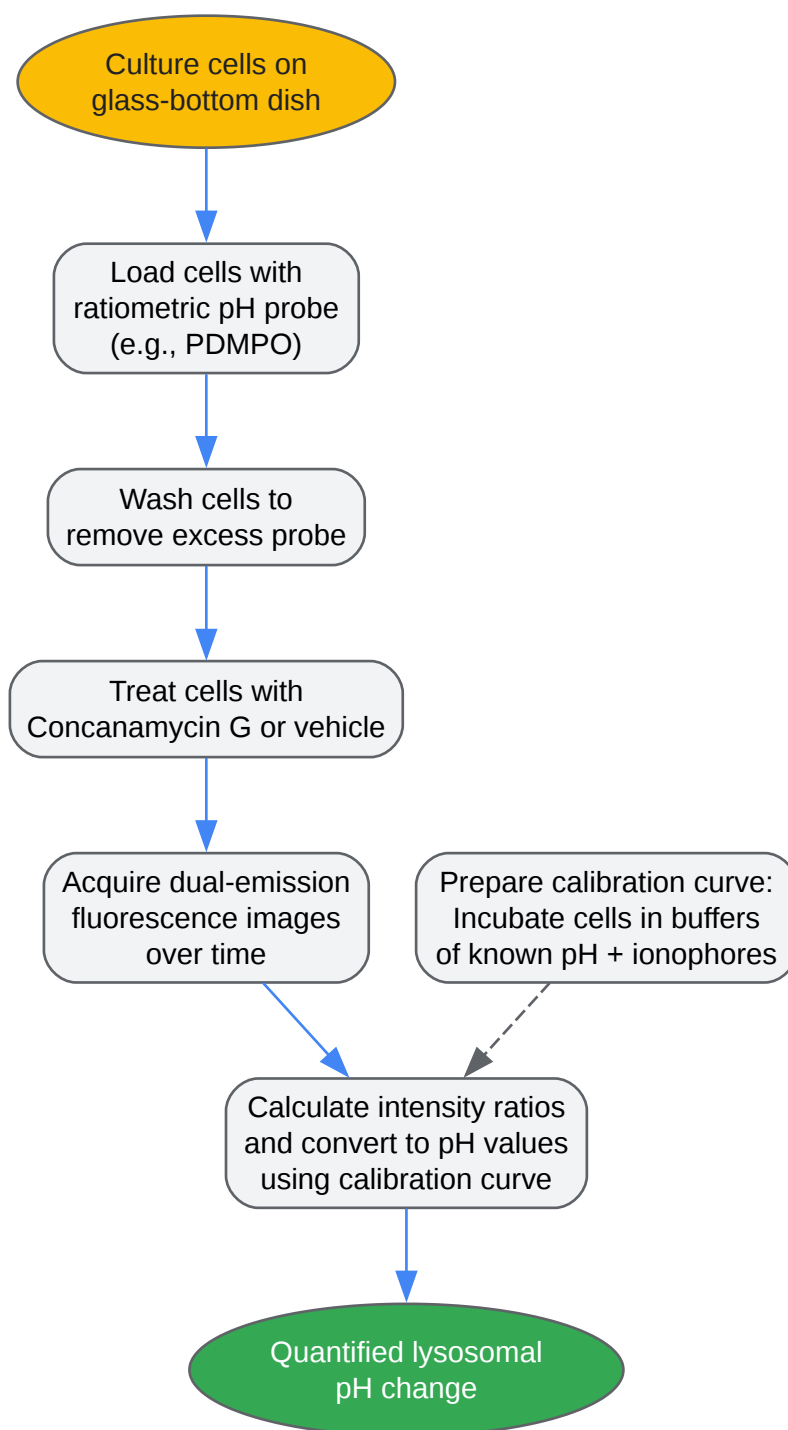 Culture cells on
glass-bottom dish
Load cells with
ratiometric pH probe
(e.g., PDMPO)
Wash cells to
remove excess probe
Treat cells with
Concanamycin G or vehicle
Acquire dual-emission
fluorescence images
over time
Prepare calibration curve:
Incubate cells in buffers
of known pH + ionophores
Calculate intensity ratios
and convert to pH values
using calibration curve
Quantified lysosomal
pH change